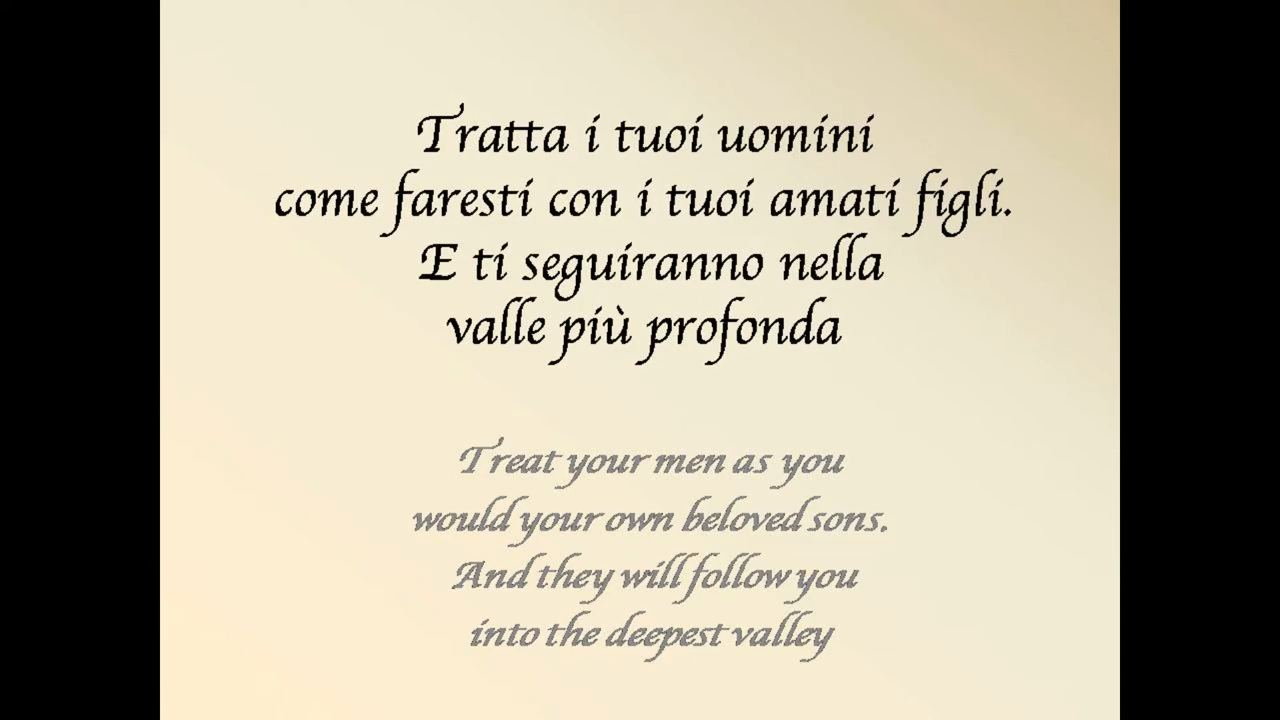 Tratta i tuoi uomini
come faresti con i tuoi amati figli.
E ti seguiranno nella
valle più profonda
Treat your men as you
would your own beloved sons.
And they will follow you
into the deepest valley